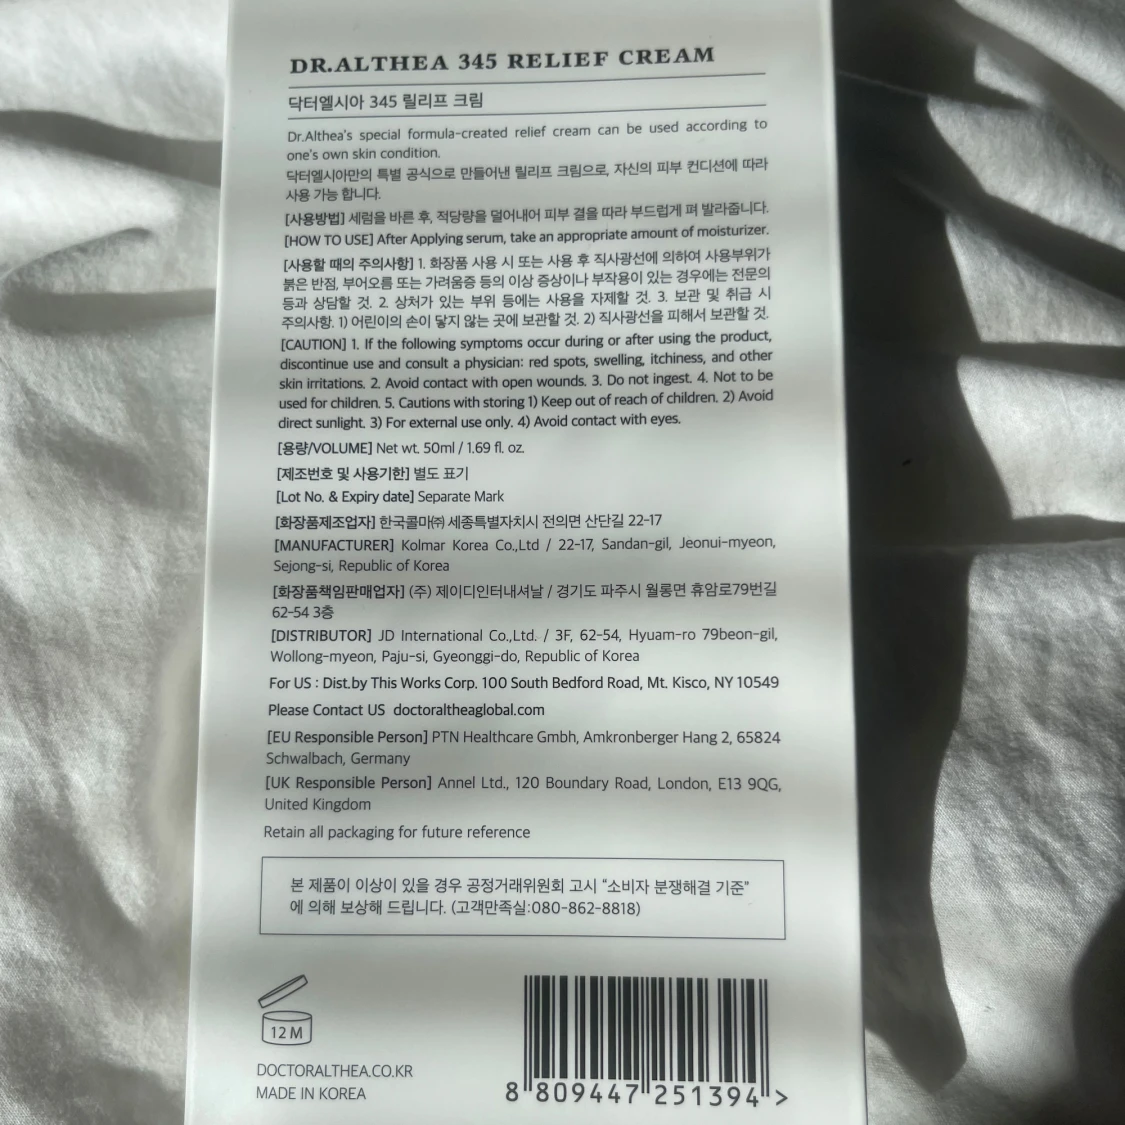 DR.ALTHEA 345 RELIEF CREAM
닥터엘시아 345 릴리프 크림
Dr.Althea's special formula-created relief cream can be used according to
one's own skin condition.
닥터엘시아만의 특별 공식으로 만들어낸 릴리프 크림으로, 자신의 피부 컨디션에 따라
사용 가능 합니다.
[사용방법] 세럼을 바른 후, 적당량을 덜어내어 피부 결을 따라 부드럽게 펴 발라줍니다.
[HOW TO USE] After Applying serum, take an appropriate amount of moisturizer.
[사용할 때의 주의사항] 1. 화장품 사용 시 또는 사용 후 직사광선에 의하여 사용부위가
붉은 반점, 부어오름 또는 가려움증 등의 이상 증상이나 부작용이 있는 경우에는 전문의
등과 상담할 것. 2. 상처가 있는 부위 등에는 사용을 자제할 것. 3. 보관 및 취급 시
주의사항. 1) 어린이의 손이 닿지 않는 곳에 보관할 것. 2) 직사광선을 피해서 보관할 것.
[CAUTION] 1. If the following symptoms occur during or after using the product,
discontinue use and consult a physician: red spots, swelling, itchiness, and other
skin irritations. 2. Avoid contact with open wounds. 3. Do not ingest. 4. Not to be
used for children. 5. Cautions with storing 1) Keep out of reach of children. 2) Avoid
direct sunlight. 3) For external use only. 4) Avoid contact with eyes.
[용량/VOLUME] Net wt. 50ml / 1.69 fl. oz.
[제조번호 및 사용기한] 별도 표기
[Lot No. & Expiry date] Separate Mark
[화장품제조업자] 한국콜마㈜ 세종특별자치시 전의면 산단길 22-17
[MANUFACTURER] Kolmar Korea Co.,Ltd / 22-17, Sandan-gil, Jeonui-myeon,
Sejong-si, Republic of Korea
[화장품책임판매업자] (주) 제이디인터내셔날 / 경기도 파주시 월롱면 휴암로79번길
62-54 3층
[DISTRIBUTOR] JD International Co.,Ltd. / 3F, 62-54, Hyuam-ro 79beon-gil,
Wollong-myeon, Paju-si, Gyeonggi-do, Republic of Korea
For US : Dist.by This Works Corp. 100 South Bedford Road, Mt. Kisco, NY 10549
Please Contact US doctoraltheaglobal.com
[EU Responsible Person] PTN Healthcare Gmbh, Amkronberger Hang 2, 65824
Schwalbach, Germany
[UK Responsible Person] Annel Ltd., 120 Boundary Road, London, E13 9QG,
United Kingdom
Retain all packaging for future reference
본 제품이 이상이 있을 경우 공정거래위원회 고시 “소비자 분쟁해결 기준”
에 의해 보상해 드립니다. (고객만족실:080-862-8818)
12 M
DOCTORALTHEA.CO.KR
MADE IN KOREA
8 809447 251394 >